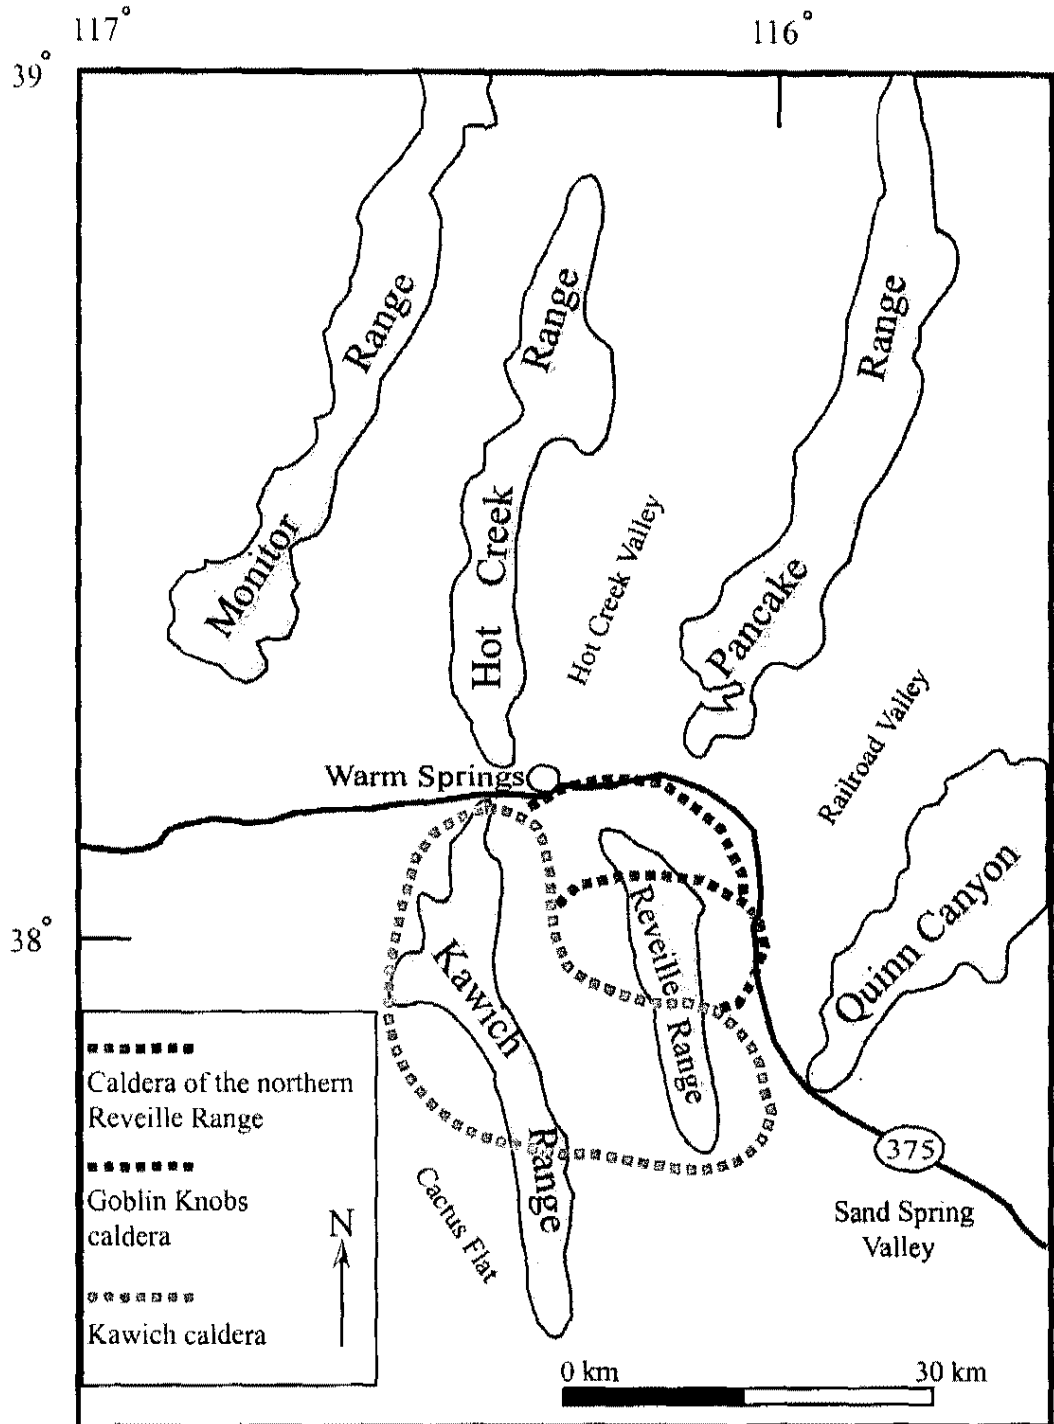 117°
116°
39°
Range
Range
Range
Monitor
Hot Creek
Hot Creek Valley
Pancake
Railroad Valley
Warm Springs
Quinn Canyon
38°
Kawich
Range
Reveille
Range
Caldera of the northern
Reveille Range
Goblin Knobs
caldera
Kawich caldera
N
Cactus Flat
375
Sand Spring
Valley
0 km
30 km